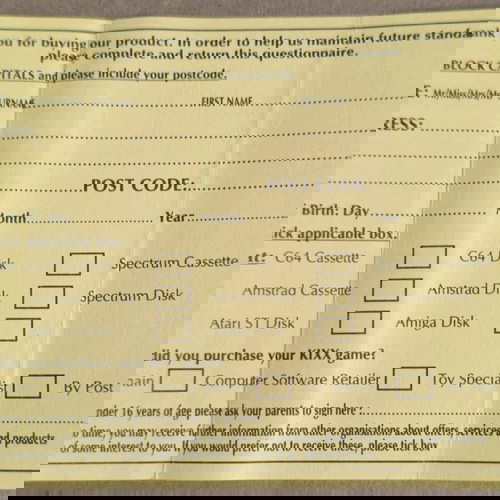 you for buying our product. In order to help us maintain future standards
please complete and return this questionnaire.
BLOCK CAPITALS and please include your postcode.
E: Mr/Miss/Mrs/Ms
SURNAME FIRST NAME
RESS:
POST CODE:
Birth: Day
Month Year
tick applicable box.
C64 Disk Spectrum Cassette C64 Cassette
Amstrad Disk Spectrum Disk Amstrad Cassette
Amiga Disk Atari ST Disk
did you purchase your KIXX game?
Toy Specialist By Post Chain Computer Software Retailer
under 16 years of age please ask your parents to sign here:
to time, you may receive further information from other organisations about offers, services
and products of some interest to you. If you would prefer not to receive these, please tick box